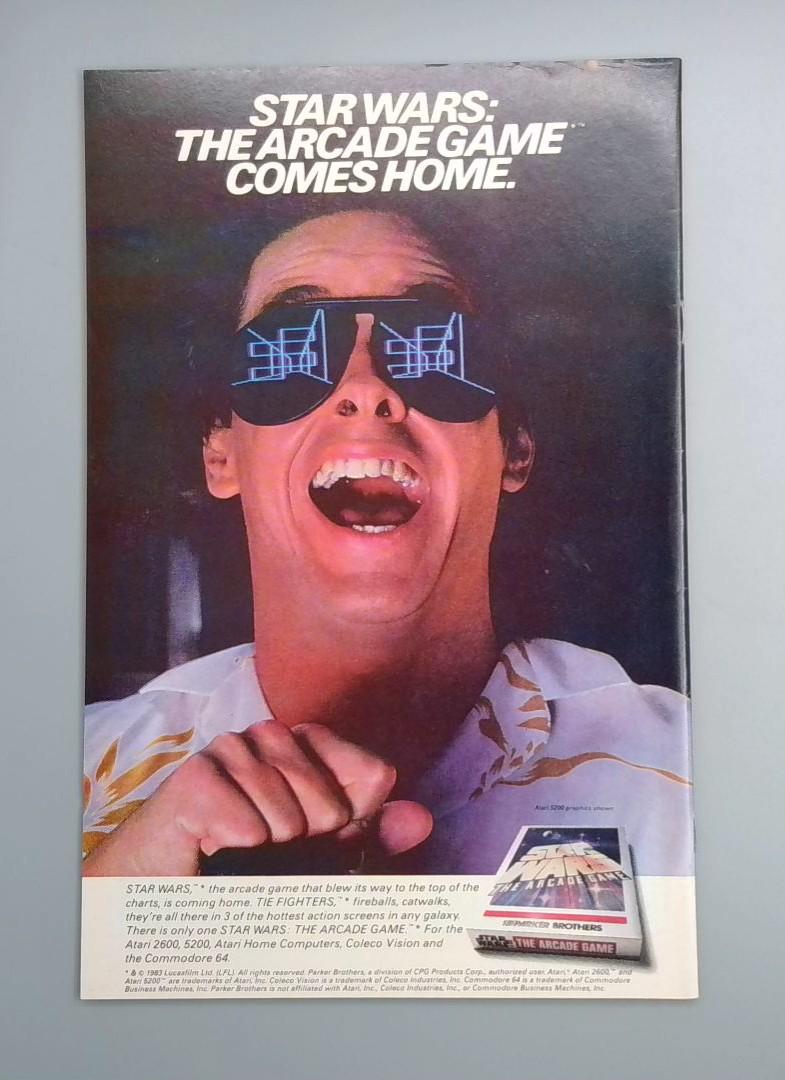 STAR WARS:
THE ARCADE GAME*™
COMES HOME.
Atari 5200 graphics shown
STAR WARS
THE ARCADE GAME
PARKER BROTHERS
STAR WARS THE ARCADE GAME
STAR WARS,™* the arcade game that blew its way to the top of the
charts, is coming home. TIE FIGHTERS,™* fireballs, catwalks,
they're all there in 3 of the hottest action screens in any galaxy.
There is only one STAR WARS: THE ARCADE GAME.™* For the
Atari 2600, 5200, Atari Home Computers, Coleco Vision and
the Commodore 64.
* & © 1983 Lucasfilm Ltd. (LFL). All rights reserved. Parker Brothers, a division of CPG Products Corp., authorized user. Atari,® Atari 2600,™ and
Atari 5200™ are trademarks of Atari, Inc. Coleco Vision is a trademark of Coleco Industries, Inc. Commodore 64 is a trademark of Commodore
Business Machines, Inc. Parker Brothers is not affiliated with Atari, Inc., Coleco Industries, Inc., or Commodore Business Machines, Inc.